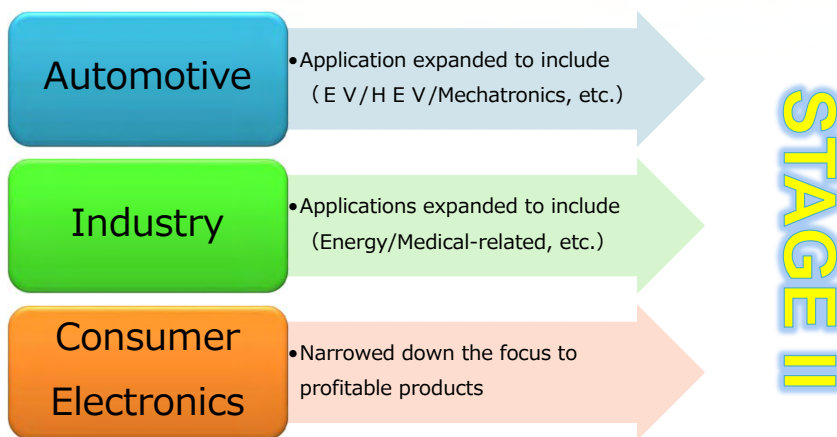 Automotive
•Application expanded to include
（ＥＶ/ＨＥＶ/Mechatronics, etc.）
Industry
•Applications expanded to include
（Energy/Medical-related, etc.）
Consumer
Electronics
•Narrowed down the focus to
profitable products
STAGE II